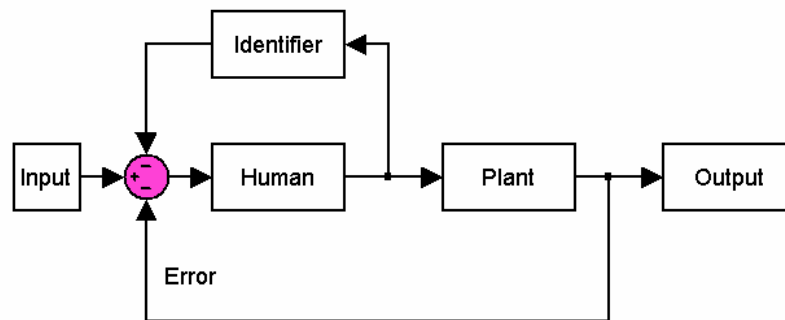 Identifier
Input
+
−
−
Human
Plant
Output
Error